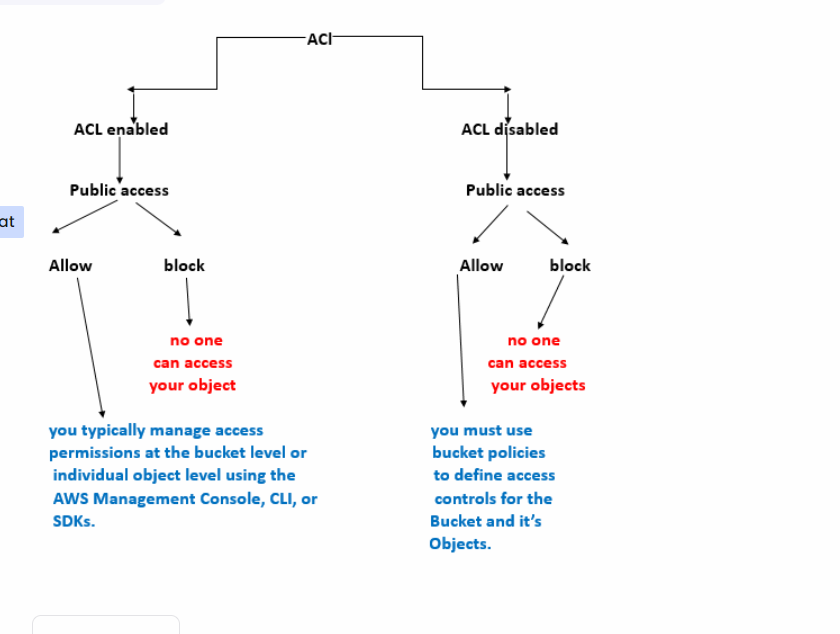 ACl
ACL enabled
ACL disabled
Public access
Public access
at
Allow
block
Allow
block
no one
can access
your object
no one
can access
your objects
you typically manage access
permissions at the bucket level or
individual object level using the
AWS Management Console, CLI, or
SDKs.
you must use
bucket policies
to define access
controls for the
Bucket and it’s
Objects.